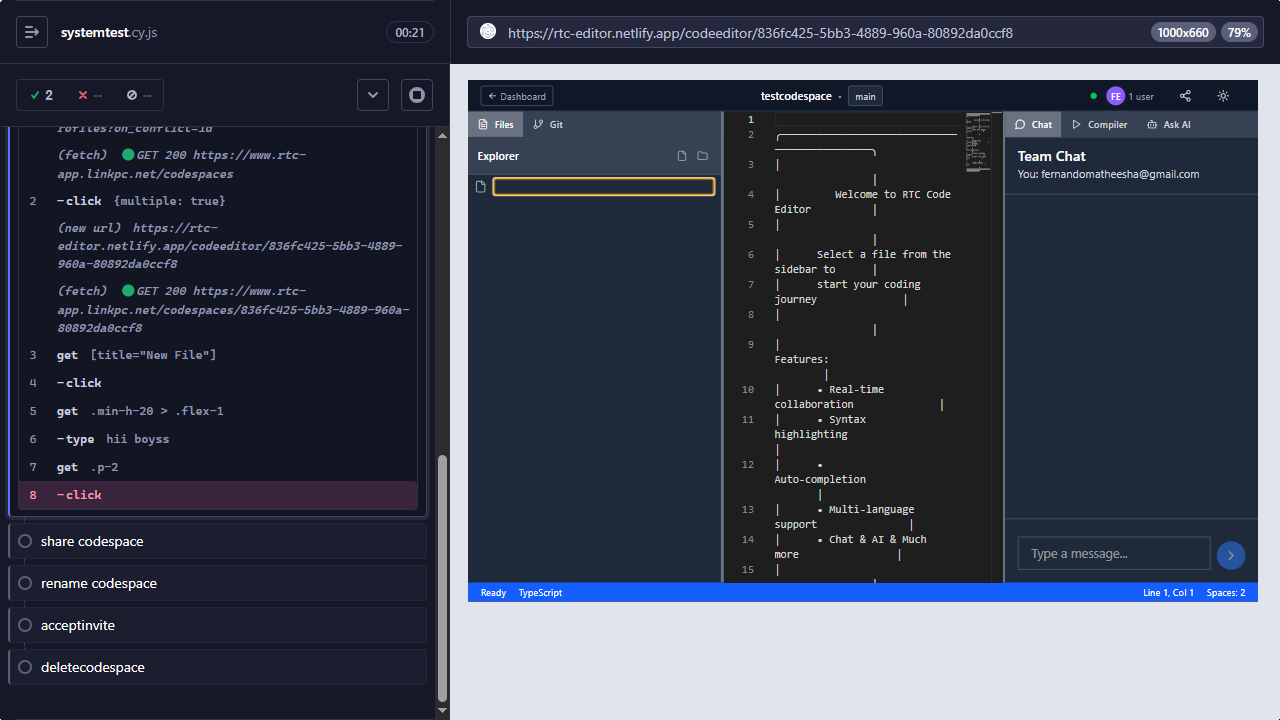 systemtest.cy.js
00:21
2
--
--
rofiles?on_conflict=id
(fetch) GET 200 https://www.rtc-
app.linkpc.net/codespaces
2 -click {multiple: true}
(new url) https://rtc-
editor.netlify.app/codeeditor/836fc425-5bb3-4889-
960a-80892da0ccf8
(fetch) GET 200 https://www.rtc-
app.linkpc.net/codespaces/836fc425-5bb3-4889-960a-
80892da0ccf8
3 get [title="New File"]
4 -click
5 get .min-h-20 > .flex-1
6 -type hii boyss
7 get .p-2
8 -click
share codespace
rename codespace
acceptinvite
deletecodespace
https://rtc-editor.netlify.app/codeeditor/836fc425-5bb3-4889-960a-80892da0ccf8
1000x660
79%
← Dashboard
testcodespace · main
FE 1 user
Files
Git
Explorer
1
2
3
4 Welcome to RTC Code
Editor
5
6 Select a file from the
sidebar to
7 start your coding
journey
8
9
Features:
10 • Real-time
collaboration
11 • Syntax
highlighting
12 •
Auto-completion
13 • Multi-language
support
14 • Chat & AI & Much
more
15
Chat
Compiler
Ask AI
Team Chat
You: fernandomatheesha@gmail.com
Type a message...
Ready
TypeScript
Line 1, Col 1
Spaces: 2